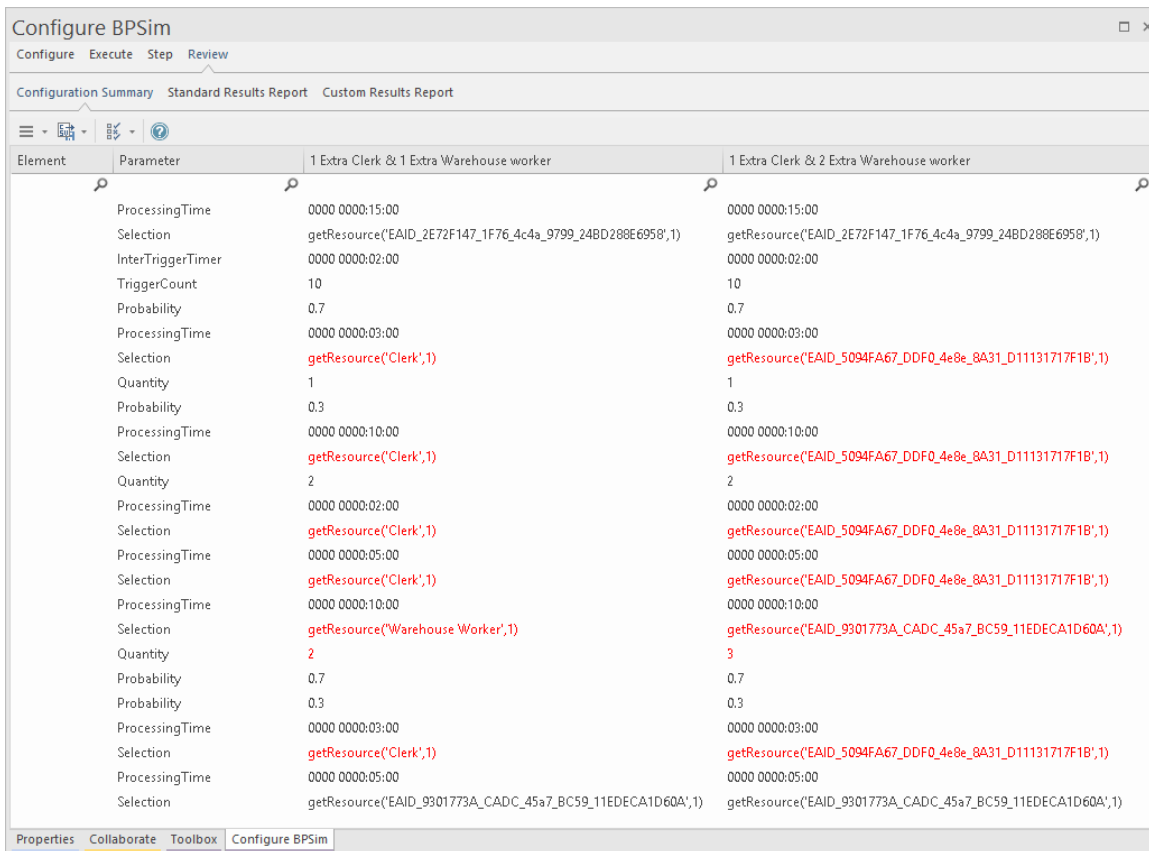 Configure BPSim
Configure Execute Step Review
Configuration Summary Standard Results Report Custom Results Report
Element Parameter 1 Extra Clerk & 1 Extra Warehouse worker 1 Extra Clerk & 2 Extra Warehouse worker
ProcessingTime 0000 0000:15:00 0000 0000:15:00
Selection getResource('EAID_2E72F147_1F76_4c4a_9799_24BD288E6958',1) getResource('EAID_2E72F147_1F76_4c4a_9799_24BD288E6958',1)
InterTriggerTimer 0000 0000:02:00 0000 0000:02:00
TriggerCount 10 10
Probability 0.7 0.7
ProcessingTime 0000 0000:03:00 0000 0000:03:00
Selection getResource('Clerk',1) getResource('EAID_5094FA67_DDF0_4e8e_8A31_D11131717F1B',1)
Quantity 1 1
Probability 0.3 0.3
ProcessingTime 0000 0000:10:00 0000 0000:10:00
Selection getResource('Clerk',1) getResource('EAID_5094FA67_DDF0_4e8e_8A31_D11131717F1B',1)
Quantity 2 2
ProcessingTime 0000 0000:02:00 0000 0000:02:00
Selection getResource('Clerk',1) getResource('EAID_5094FA67_DDF0_4e8e_8A31_D11131717F1B',1)
ProcessingTime 0000 0000:05:00 0000 0000:05:00
Selection getResource('Clerk',1) getResource('EAID_5094FA67_DDF0_4e8e_8A31_D11131717F1B',1)
ProcessingTime 0000 0000:10:00 0000 0000:10:00
Selection getResource('Warehouse Worker',1) getResource('EAID_9301773A_CADC_45a7_BC59_11EDECA1D60A',1)
Quantity 2 3
Probability 0.7 0.7
Probability 0.3 0.3
ProcessingTime 0000 0000:03:00 0000 0000:03:00
Selection getResource('Clerk',1) getResource('EAID_5094FA67_DDF0_4e8e_8A31_D11131717F1B',1)
ProcessingTime 0000 0000:05:00 0000 0000:05:00
Selection getResource('EAID_9301773A_CADC_45a7_BC59_11EDECA1D60A',1) getResource('EAID_9301773A_CADC_45a7_BC59_11EDECA1D60A',1)
Properties Collaborate Toolbox Configure BPSim